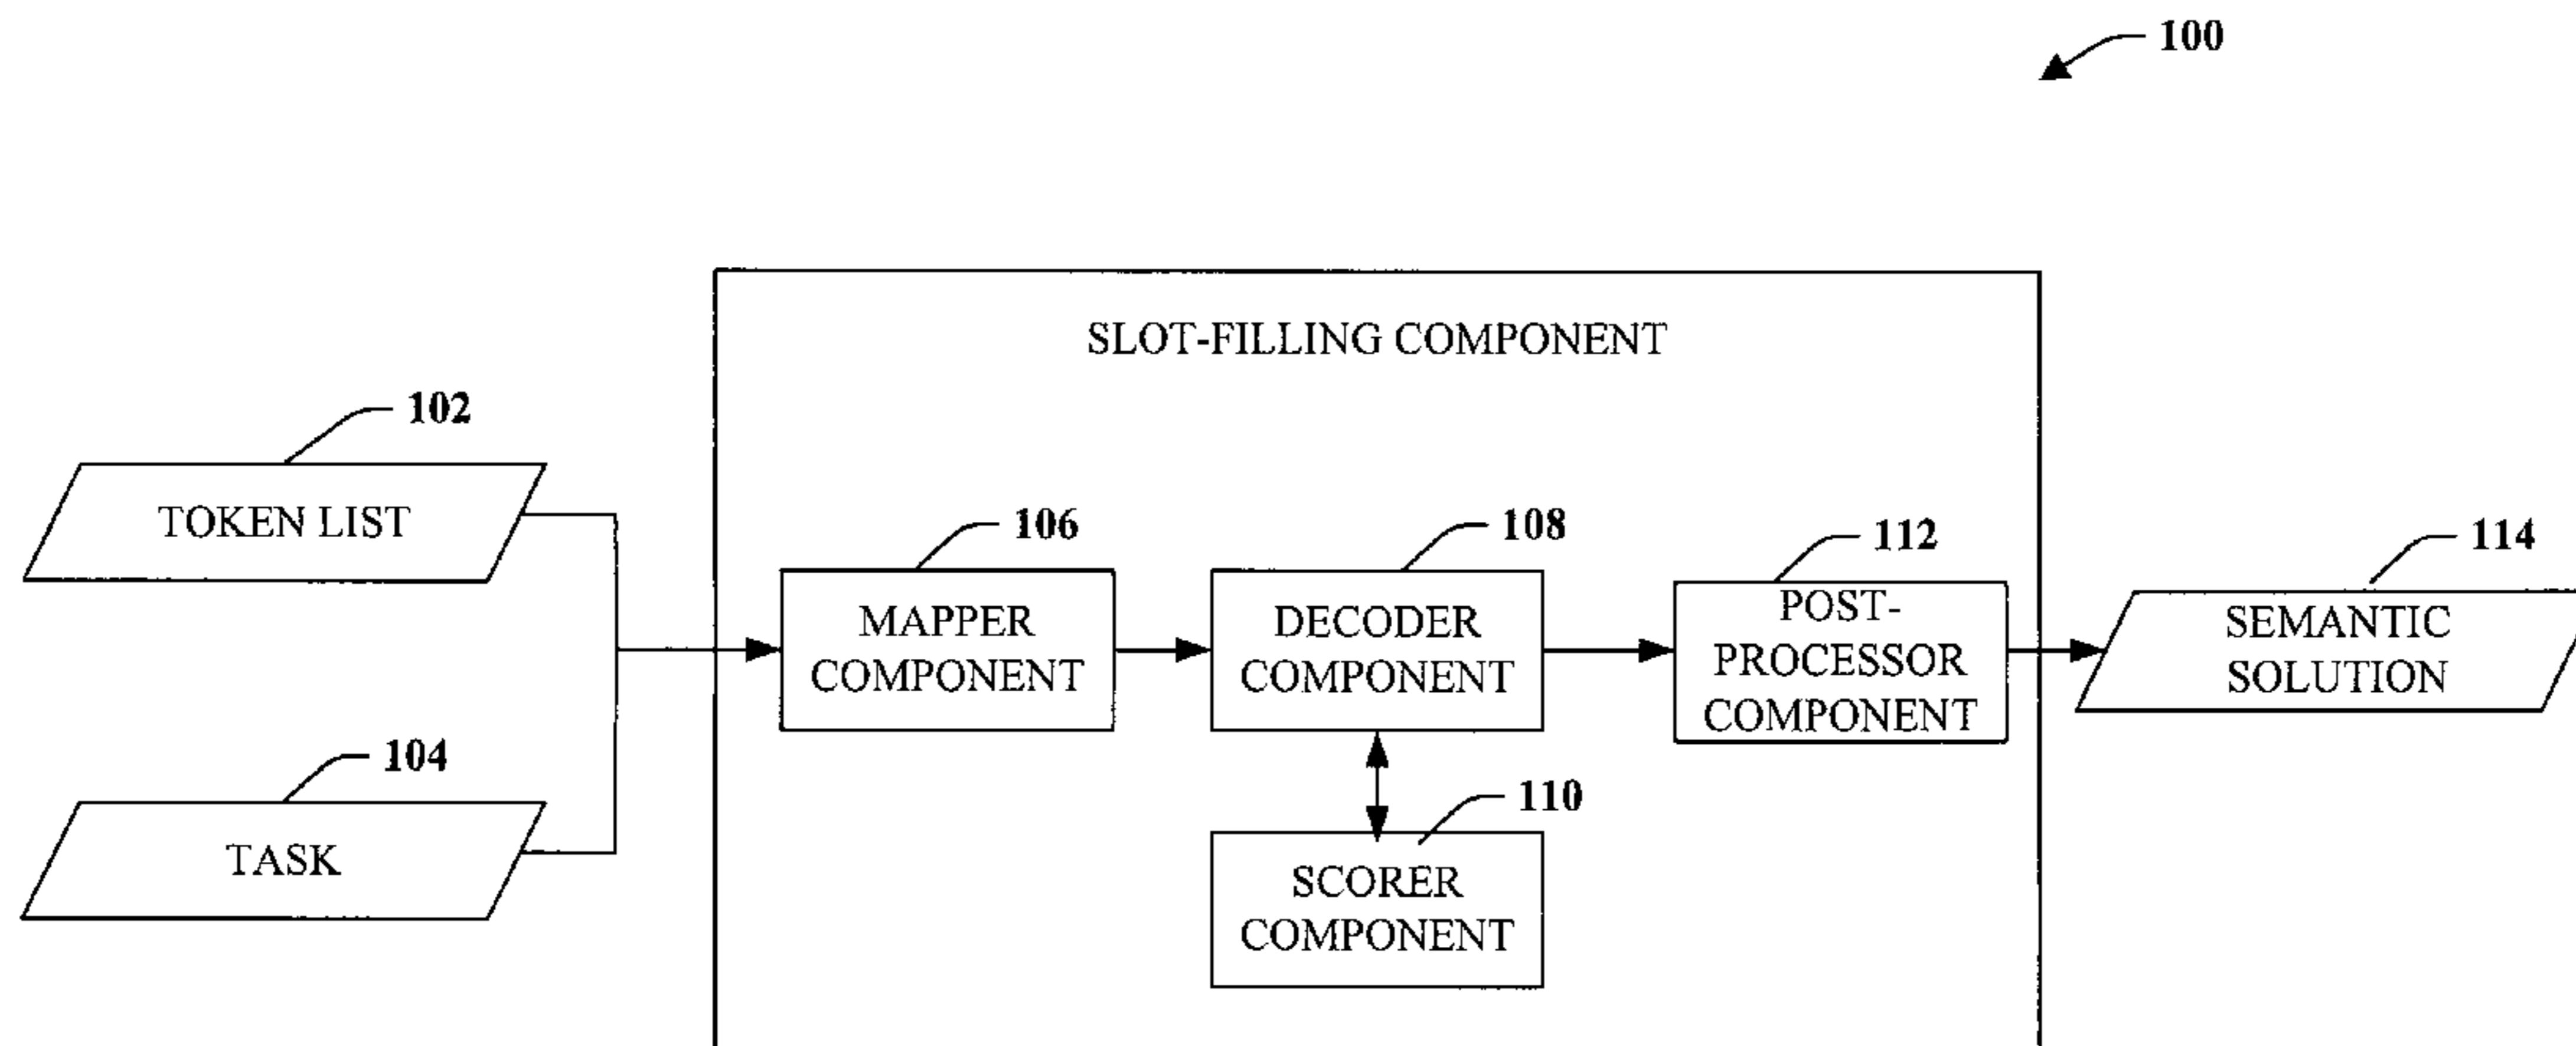 100
SLOT-FILLING COMPONENT
102
TOKEN LIST
106
MAPPER
COMPONENT
108
DECODER
COMPONENT
112
POST-
PROCESSOR
COMPONENT
114
SEMANTIC
SOLUTION
104
TASK
110
SCORER
COMPONENT